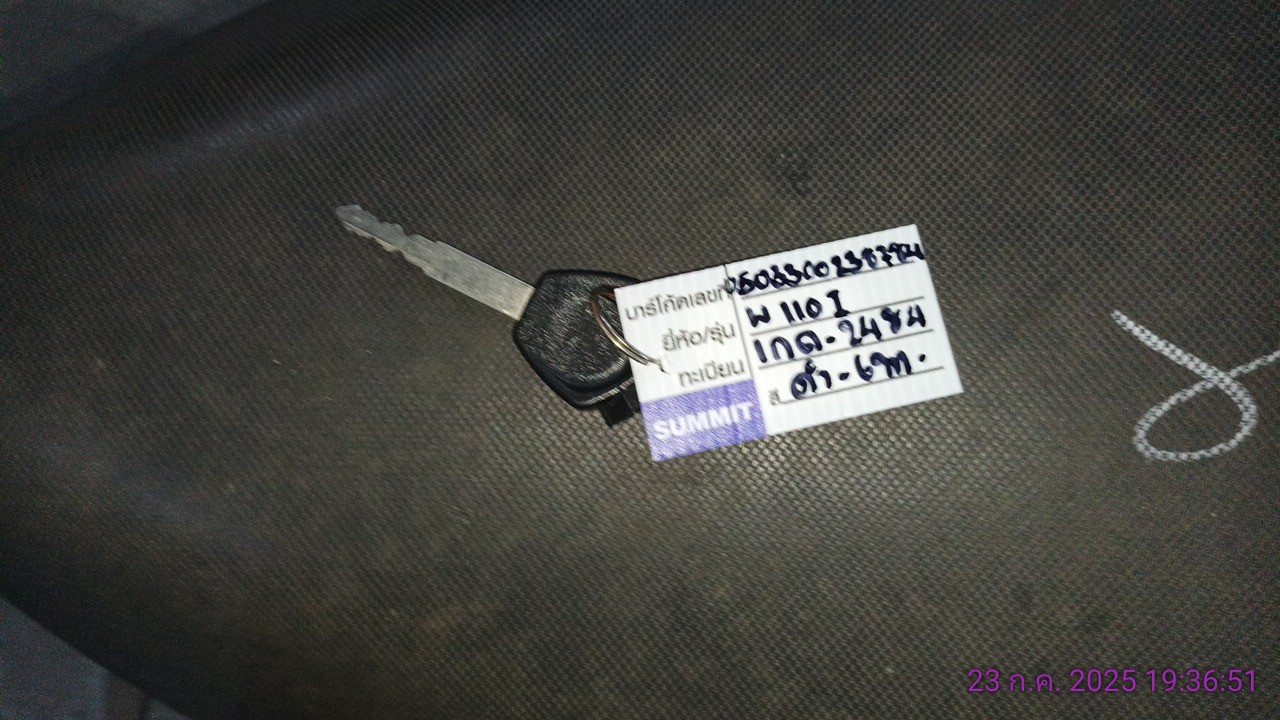 บาร์โค้ดเลขที่
ยี่ห้อ/รุ่น W 110I
ทะเบียน 1กด-2484
SUMMIT สี ดำ-เทา.
23 ก.ค. 2025 19:36:51